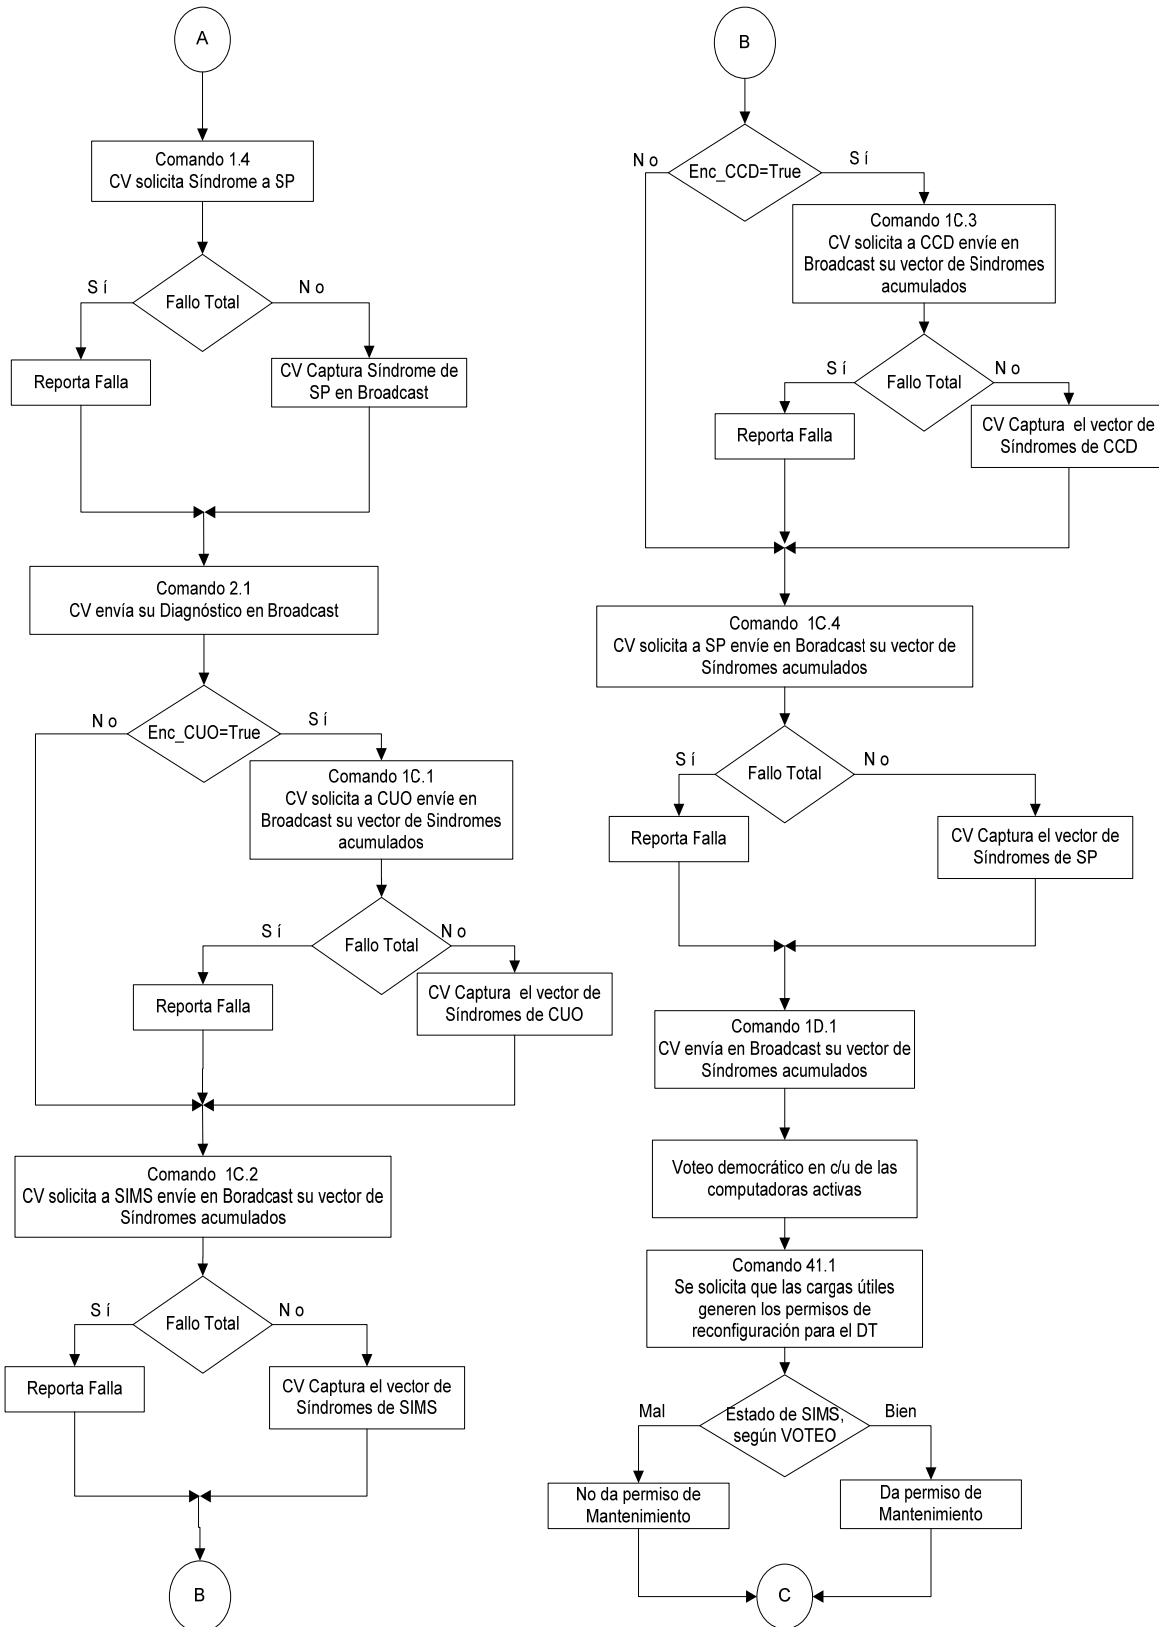 A
Comando 1.4
CV solicita Síndrome a SP
Sí
Fallo Total
No
Reporta Falla
CV Captura Síndrome de
SP en Broadcast
Comando 2.1
CV envía su Diagnóstico en Broadcast
No
Enc_CUO=True
Sí
Comando 1C.1
CV solicita a CUO envíe en
Broadcast su vector de Sindromes
acumulados
Sí
Fallo Total
No
Reporta Falla
CV Captura el vector de
Síndromes de CUO
Comando 1C.2
CV solicita a SIMS envíe en Boradcast su vector de
Síndromes acumulados
Sí
Fallo Total
No
Reporta Falla
CV Captura el vector de
Síndromes de SIMS
B
B
No
Enc_CCD=True
Sí
Comando 1C.3
CV solicita a CCD envíe en
Broadcast su vector de Sindromes
acumulados
Sí
Fallo Total
No
Reporta Falla
CV Captura el vector de
Síndromes de CCD
Comando 1C.4
CV solicita a SP envíe en Boradcast su vector de
Síndromes acumulados
Sí
Fallo Total
No
Reporta Falla
CV Captura el vector de
Síndromes de SP
Comando 1D.1
CV envía en Broadcast su vector de
Síndromes acumulados
Voteo democrático en c/u de las
computadoras activas
Comando 41.1
Se solicita que las cargas útiles
generen los permisos de
reconfiguración para el DT
Mal
Estado de SIMS,
según VOTEO
Bien
No da permiso de
Mantenimiento
Da permiso de
Mantenimiento
C